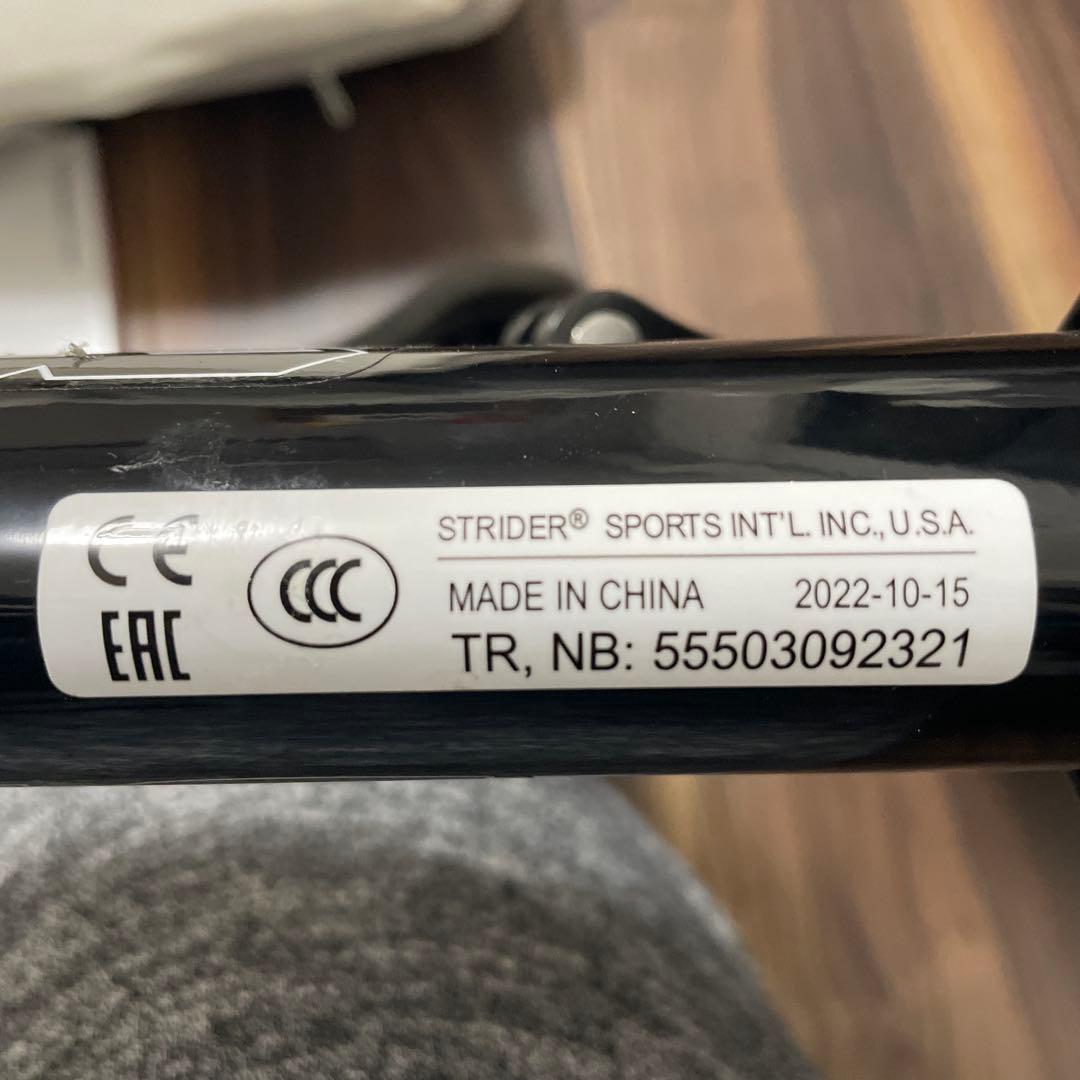 CE
EAC
CCC
STRIDER® SPORTS INT'L. INC., U.S.A.
MADE IN CHINA 2022-10-15
TR, NB: 55503092321